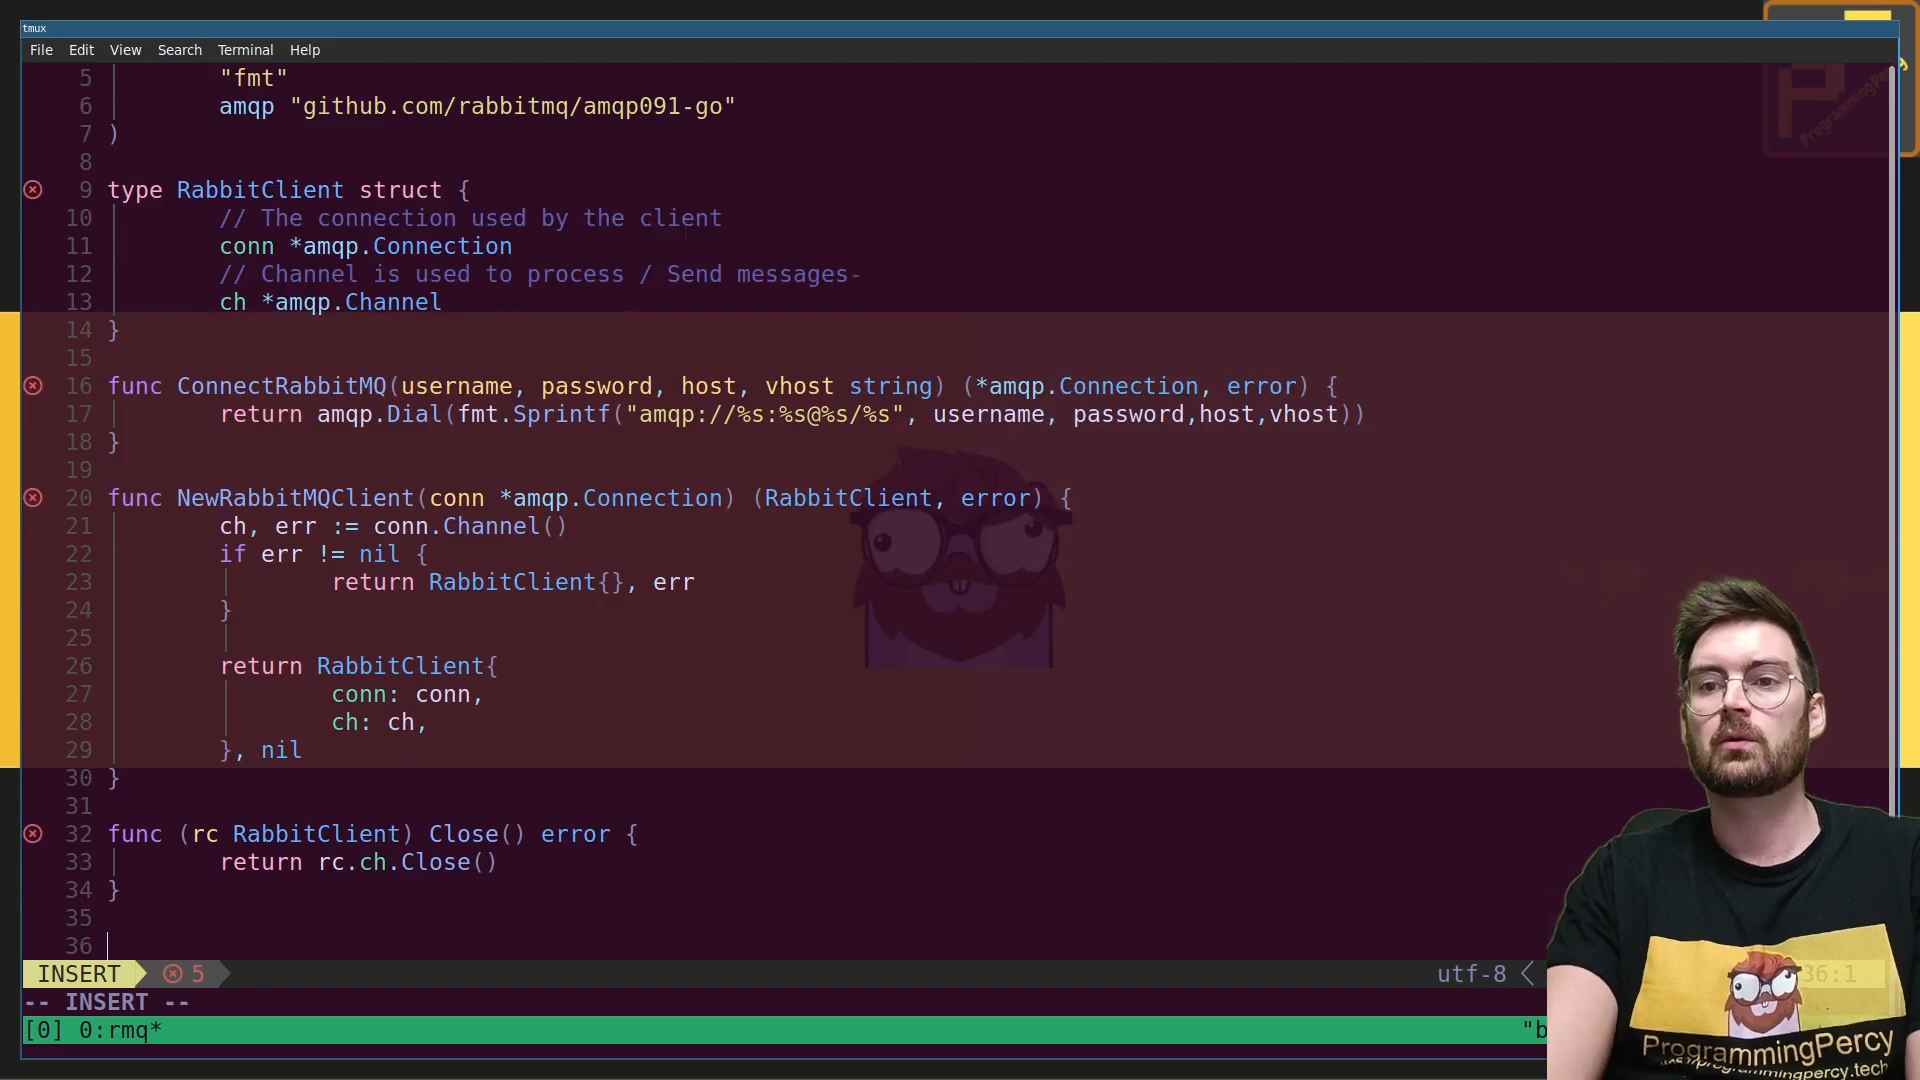 tmux
File Edit View Search Terminal Help
5 "fmt"
6 amqp "github.com/rabbitmq/amqp091-go"
7 )
8
9 type RabbitClient struct {
10 // The connection used by the client
11 conn *amqp.Connection
12 // Channel is used to process / Send messages-
13 ch *amqp.Channel
14 }
15
16 func ConnectRabbitMQ(username, password, host, vhost string) (*amqp.Connection, error) {
17 return amqp.Dial(fmt.Sprintf("amqp://%s:%s@%s/%s", username, password,host,vhost))
18 }
19
20 func NewRabbitMQClient(conn *amqp.Connection) (RabbitClient, error) {
21 ch, err := conn.Channel()
22 if err != nil {
23 return RabbitClient{}, err
24 }
25
26 return RabbitClient{
27 conn: conn,
28 ch: ch,
29 }, nil
30 }
31
32 func (rc RabbitClient) Close() error {
33 return rc.ch.Close()
34 }
35
36
INSERT 5 utf-8 36:1
-- INSERT --
[0] 0:rmq* "b
ProgrammingPercy
programmingpercy.tech